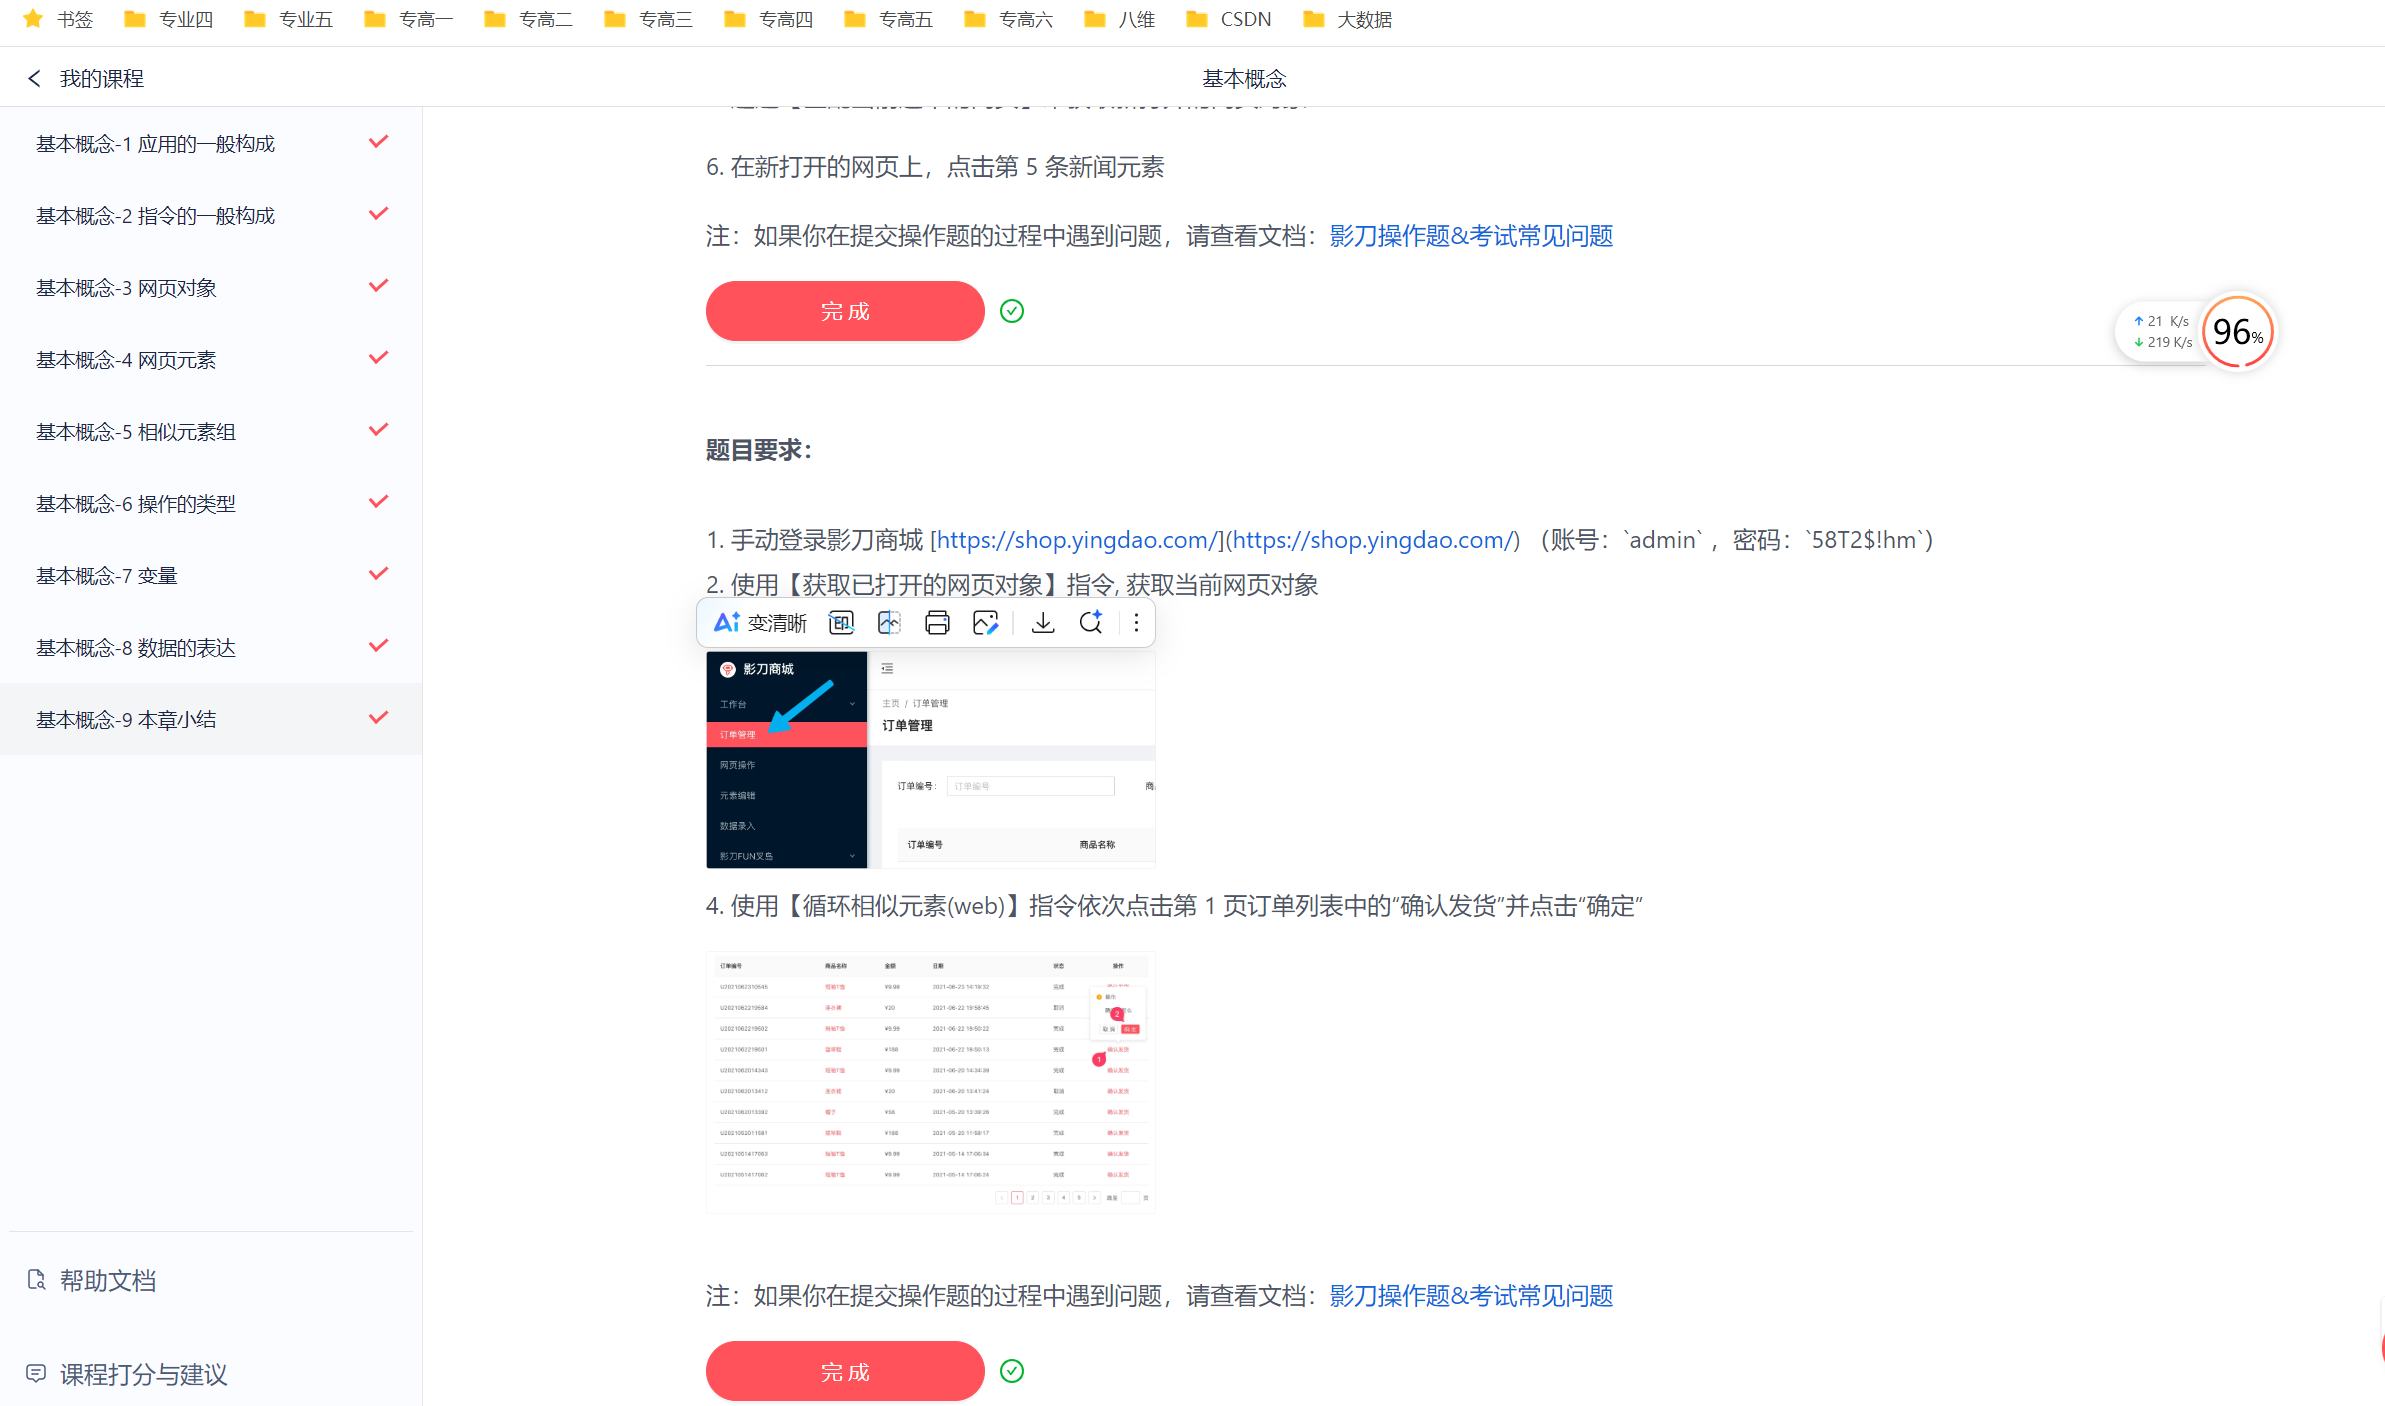 书签 专业四 专业五 专高一 专高二 专高三 专高四 专高五 专高六 八维 CSDN 大数据
我的课程
基本概念
基本概念-1 应用的一般构成
基本概念-2 指令的一般构成
基本概念-3 网页对象
基本概念-4 网页元素
基本概念-5 相似元素组
基本概念-6 操作的类型
基本概念-7 变量
基本概念-8 数据的表达
基本概念-9 本章小结
帮助文档
课程打分与建议
6. 在新打开的网页上，点击第 5 条新闻元素
注：如果你在提交操作题的过程中遇到问题，请查看文档：影刀操作题&考试常见问题
完成
21 K/s
219 K/s
96%
题目要求：
1. 手动登录影刀商城 [https://shop.yingdao.com/](https://shop.yingdao.com/) （账号：`admin`，密码：`58T2$!hm`）
2. 使用【获取已打开的网页对象】指令, 获取当前网页对象
Ai 变清晰
影刀商城
工作台
订单管理
网页操作
元素编辑
数据录入
影刀FUN叉岛
主页 / 订单管理
订单管理
订单编号： 订单编号
订单编号 商品名称
4. 使用【循环相似元素(web)】指令依次点击第 1 页订单列表中的“确认发货”并点击“确定”
订单编号 商品名称 金额 日期 状态 操作
注：如果你在提交操作题的过程中遇到问题，请查看文档：影刀操作题&考试常见问题
完成